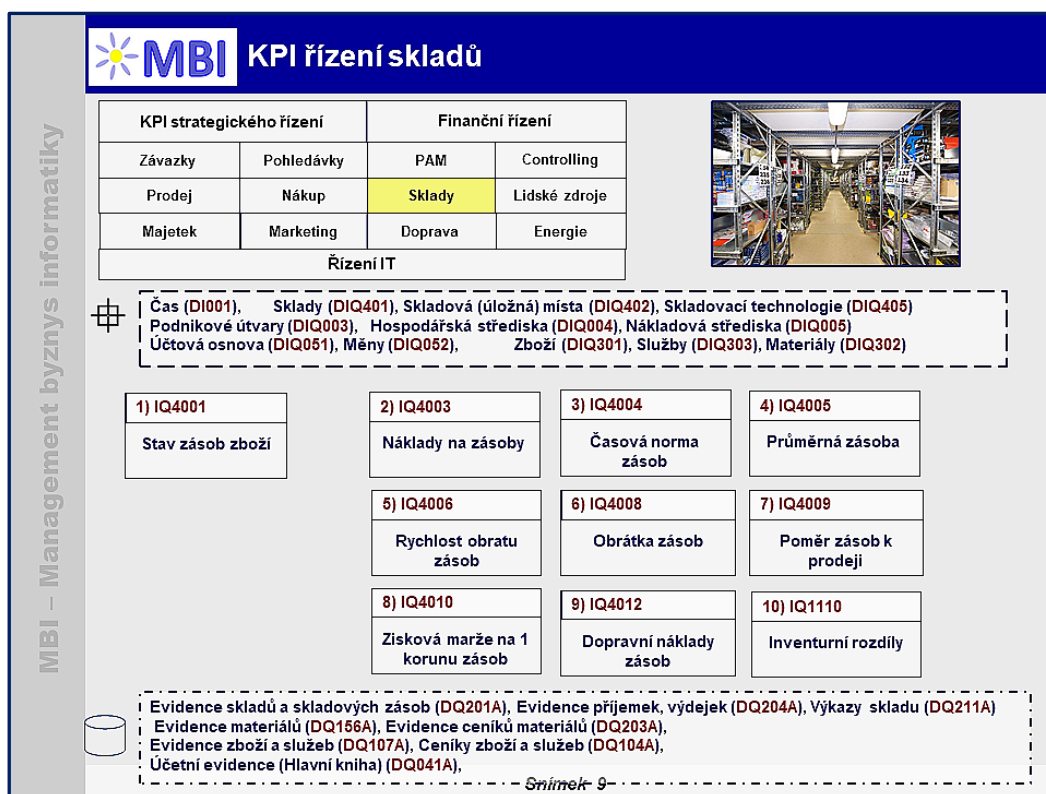 MBI
KPI řízení skladů
MBI – Management byznys informatiky
KPI strategického řízení
Finanční řízení
Závazky
Pohledávky
PAM
Controlling
Prodej
Nákup
Sklady
Lidské zdroje
Majetek
Marketing
Doprava
Energie
Řízení IT
Čas (DI001), Sklady (DIQ401), Skladová (úložná) místa (DIQ402), Skladovací technologie (DIQ405)
Podnikové útvary (DIQ003), Hospodářská střediska (DIQ004), Nákladová střediska (DIQ005)
Účtová osnova (DIQ051), Měny (DIQ052), Zboží (DIQ301), Služby (DIQ303), Materiály (DIQ302)
1) IQ4001
Stav zásob zboží
2) IQ4003
Náklady na zásoby
3) IQ4004
Časová norma
zásob
4) IQ4005
Průměrná zásoba
5) IQ4006
Rychlost obratu
zásob
6) IQ4008
Obrátka zásob
7) IQ4009
Poměr zásob k
prodeji
8) IQ4010
Zisková marže na 1
korunu zásob
9) IQ4012
Dopravní náklady
zásob
10) IQ1110
Inventurní rozdíly
Evidence skladů a skladových zásob (DQ201A), Evidence příjemek, výdejek (DQ204A), Výkazy skladu (DQ211A)
Evidence materiálů (DQ156A), Evidence ceníků materiálů (DQ203A),
Evidence zboží a služeb (DQ107A), Ceníky zboží a služeb (DQ104A),
Účetní evidence (Hlavní kniha) (DQ041A),
Snímek 9